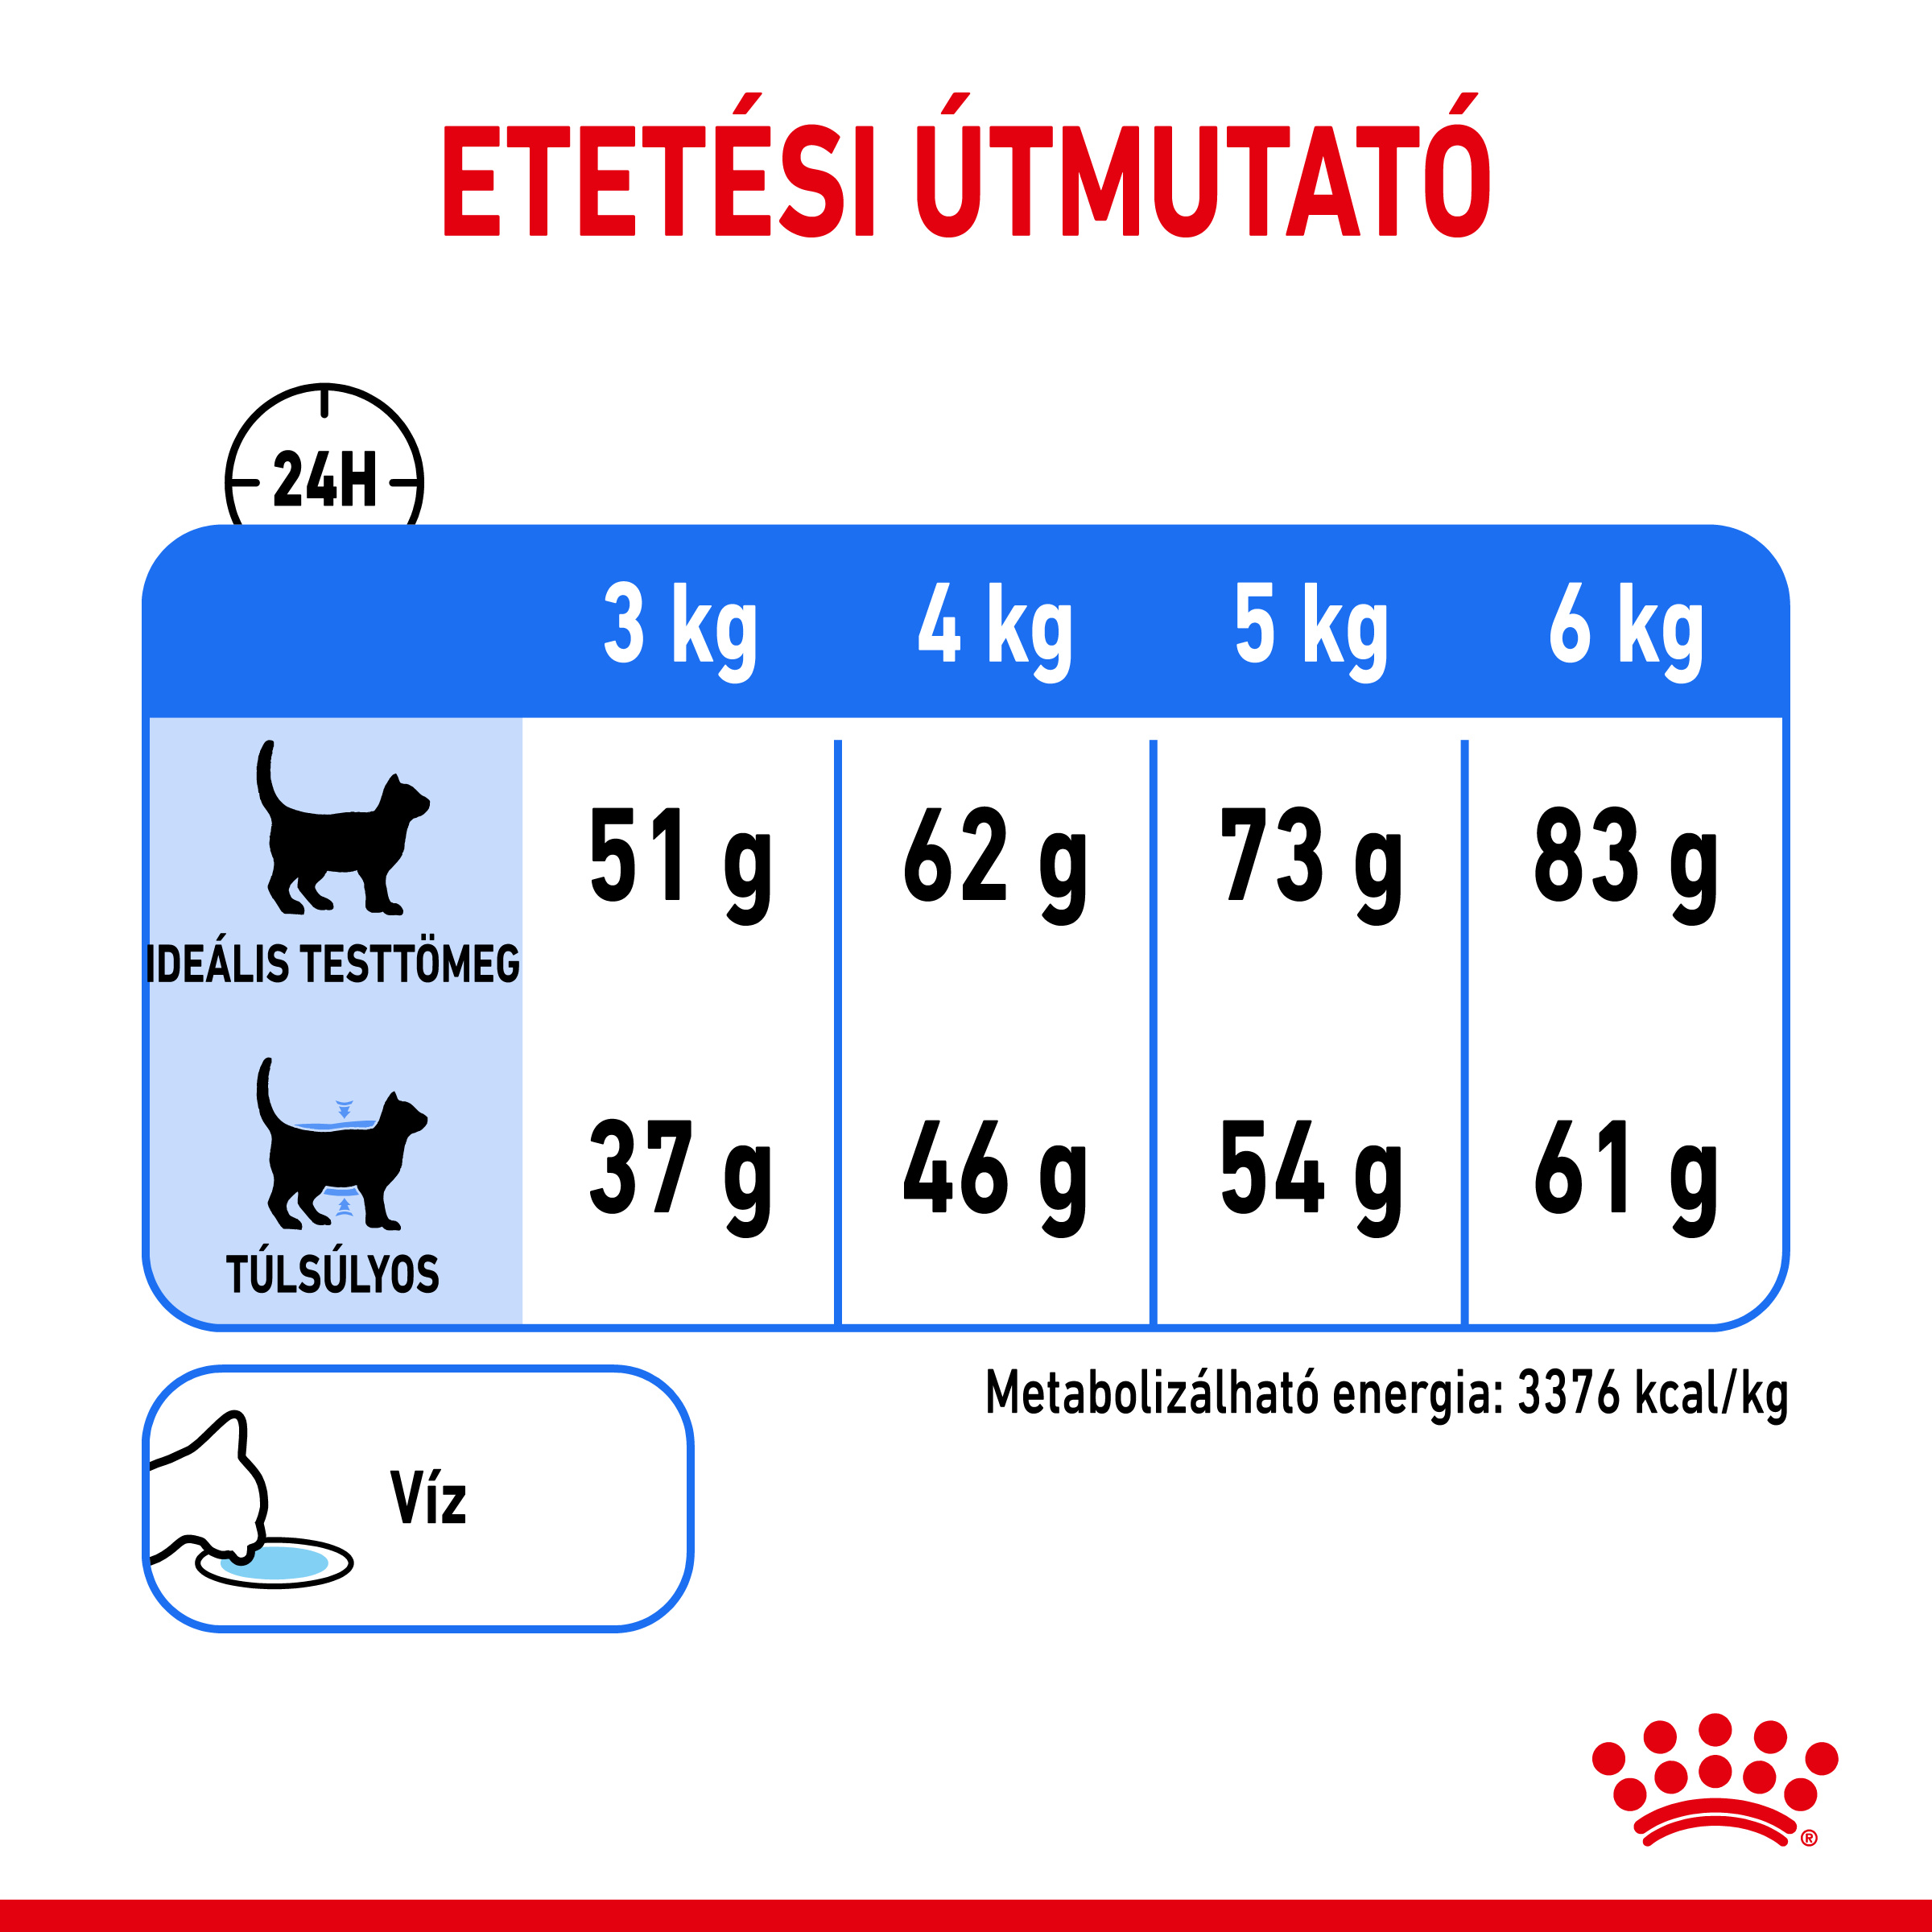 ETETÉSI ÚTMUTATÓ
24H
3 kg 4 kg 5 kg 6 kg
51 g 62 g 73 g 83 g
IDEÁLIS TESTTÖMEG
37 g 46 g 54 g 61 g
TÚLSÚLYOS
Metabolizálható energia: 3376 kcal/kg
Víz
®